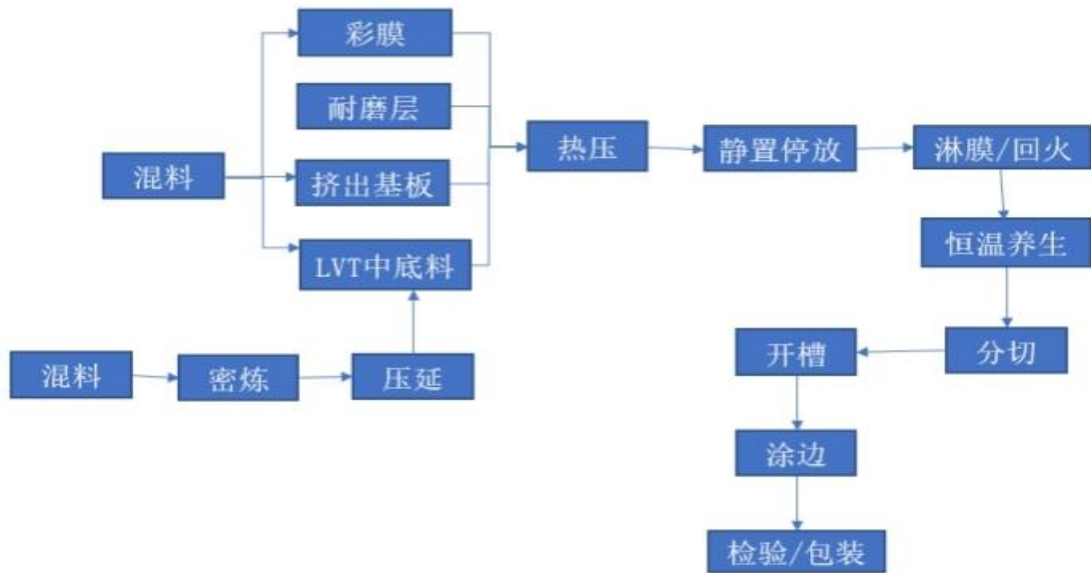 彩膜
耐磨层
混料
挤出基板
LVT中底料
热压
静置停放
淋膜/回火
恒温养生
混料
密炼
压延
开槽
分切
涂边
检验/包装